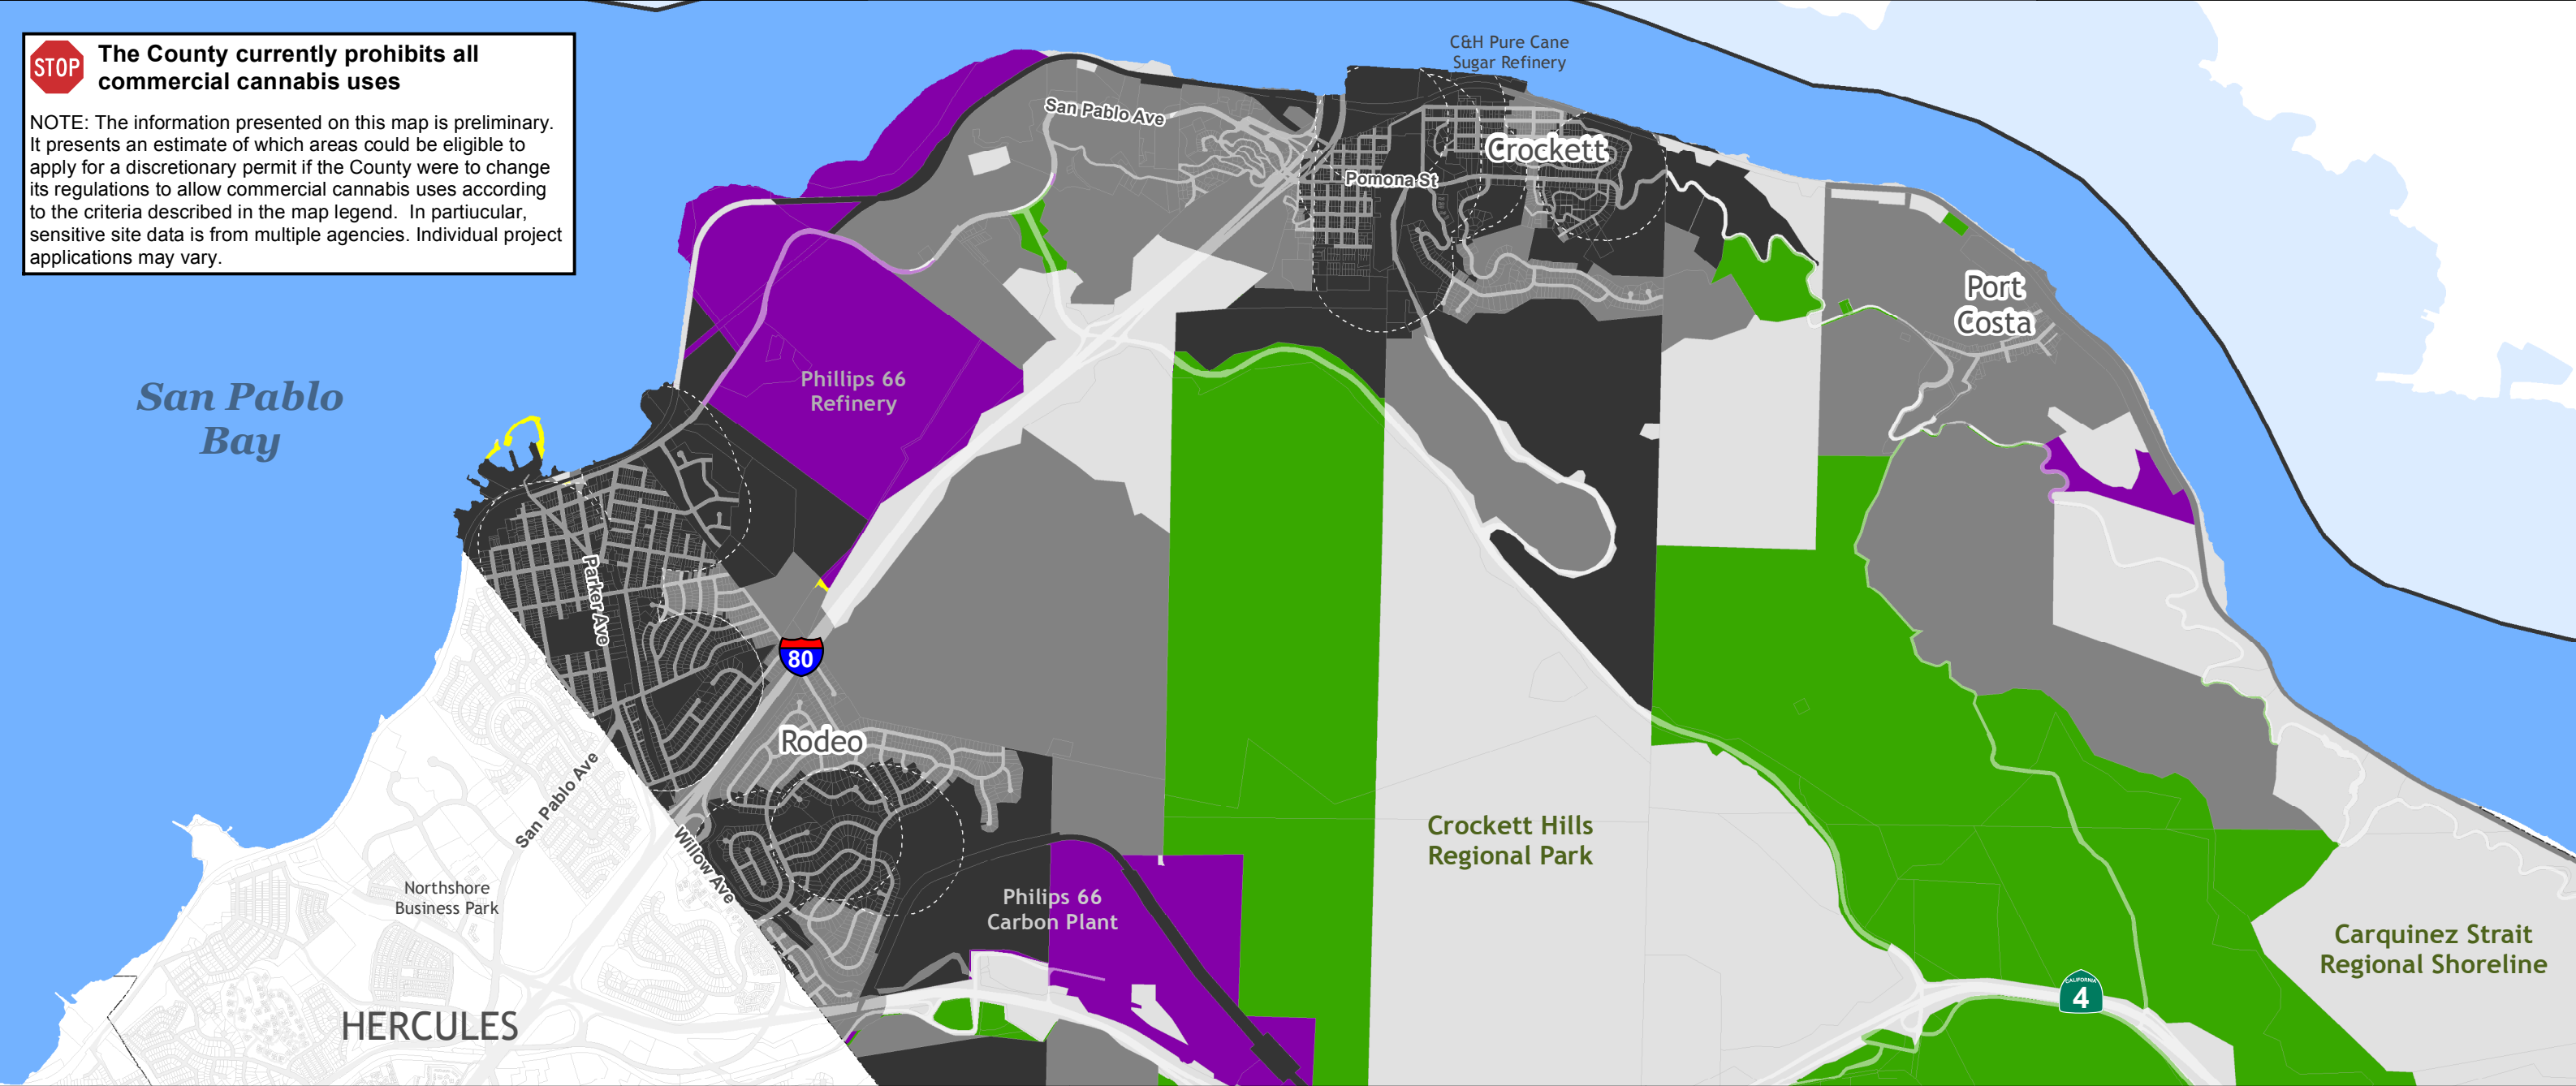 STOP
The County currently prohibits all
commercial cannabis uses
NOTE: The information presented on this map is preliminary.
It presents an estimate of which areas could be eligible to
apply for a discretionary permit if the County were to change
its regulations to allow commercial cannabis uses according
to the criteria described in the map legend.  In partiucular,
sensitive site data is from multiple agencies. Individual project
applications may vary.
C&H Pure Cane
Sugar Refinery
San Pablo Ave
Crockett
Pomona St
Port
Costa
San Pablo
Bay
Phillips 66
Refinery
Parker Ave
80
Rodeo
San Pablo Ave
Willow Ave
Northshore
Business Park
Philips 66
Carbon Plant
Crockett Hills
Regional Park
Carquinez Strait
Regional Shoreline
CALIFORNIA
4
HERCULES